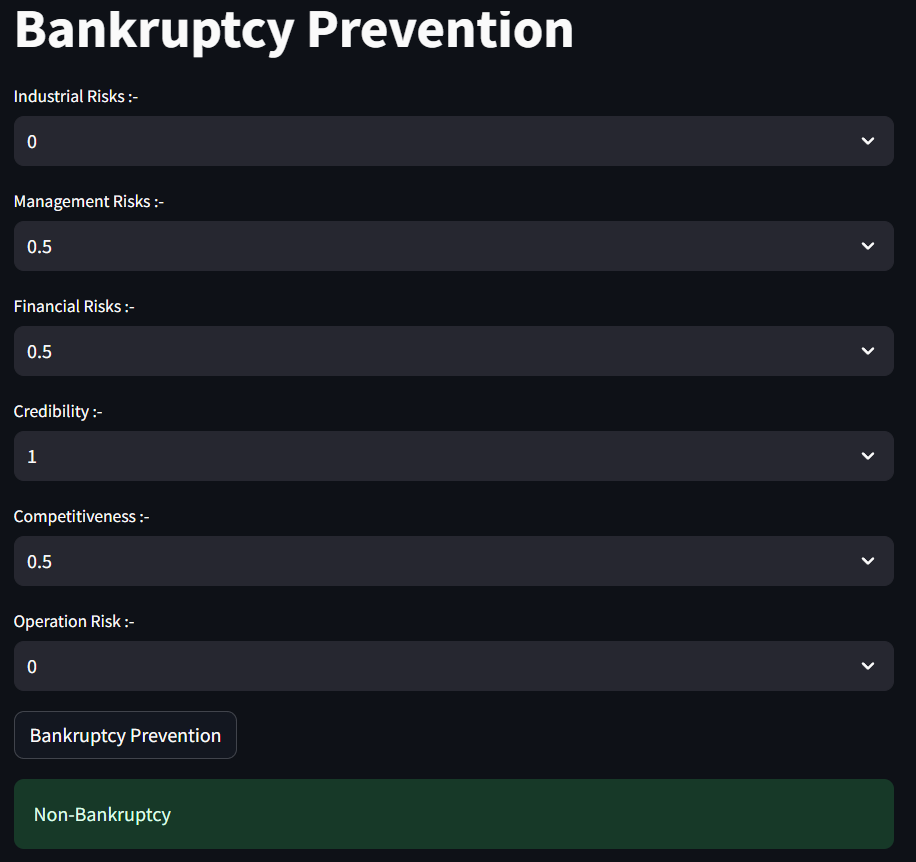 Bankruptcy Prevention
Industrial Risks :-
0
Management Risks :-
0.5
Financial Risks :-
0.5
Credibility :-
1
Competitiveness :-
0.5
Operation Risk :-
0
Bankruptcy Prevention
Non-Bankruptcy